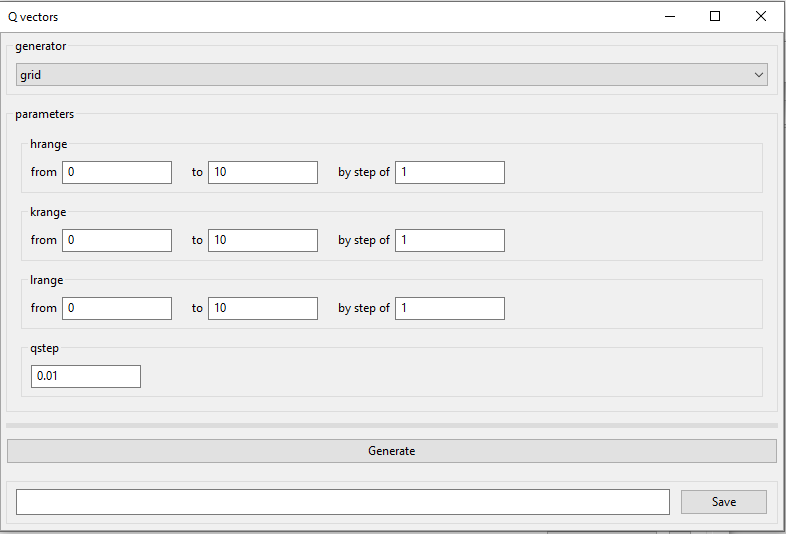 Q vectors
generator
grid
parameters
hrange
from 0 to 10 by step of 1
krange
from 0 to 10 by step of 1
lrange
from 0 to 10 by step of 1
qstep
0.01
Generate
Save